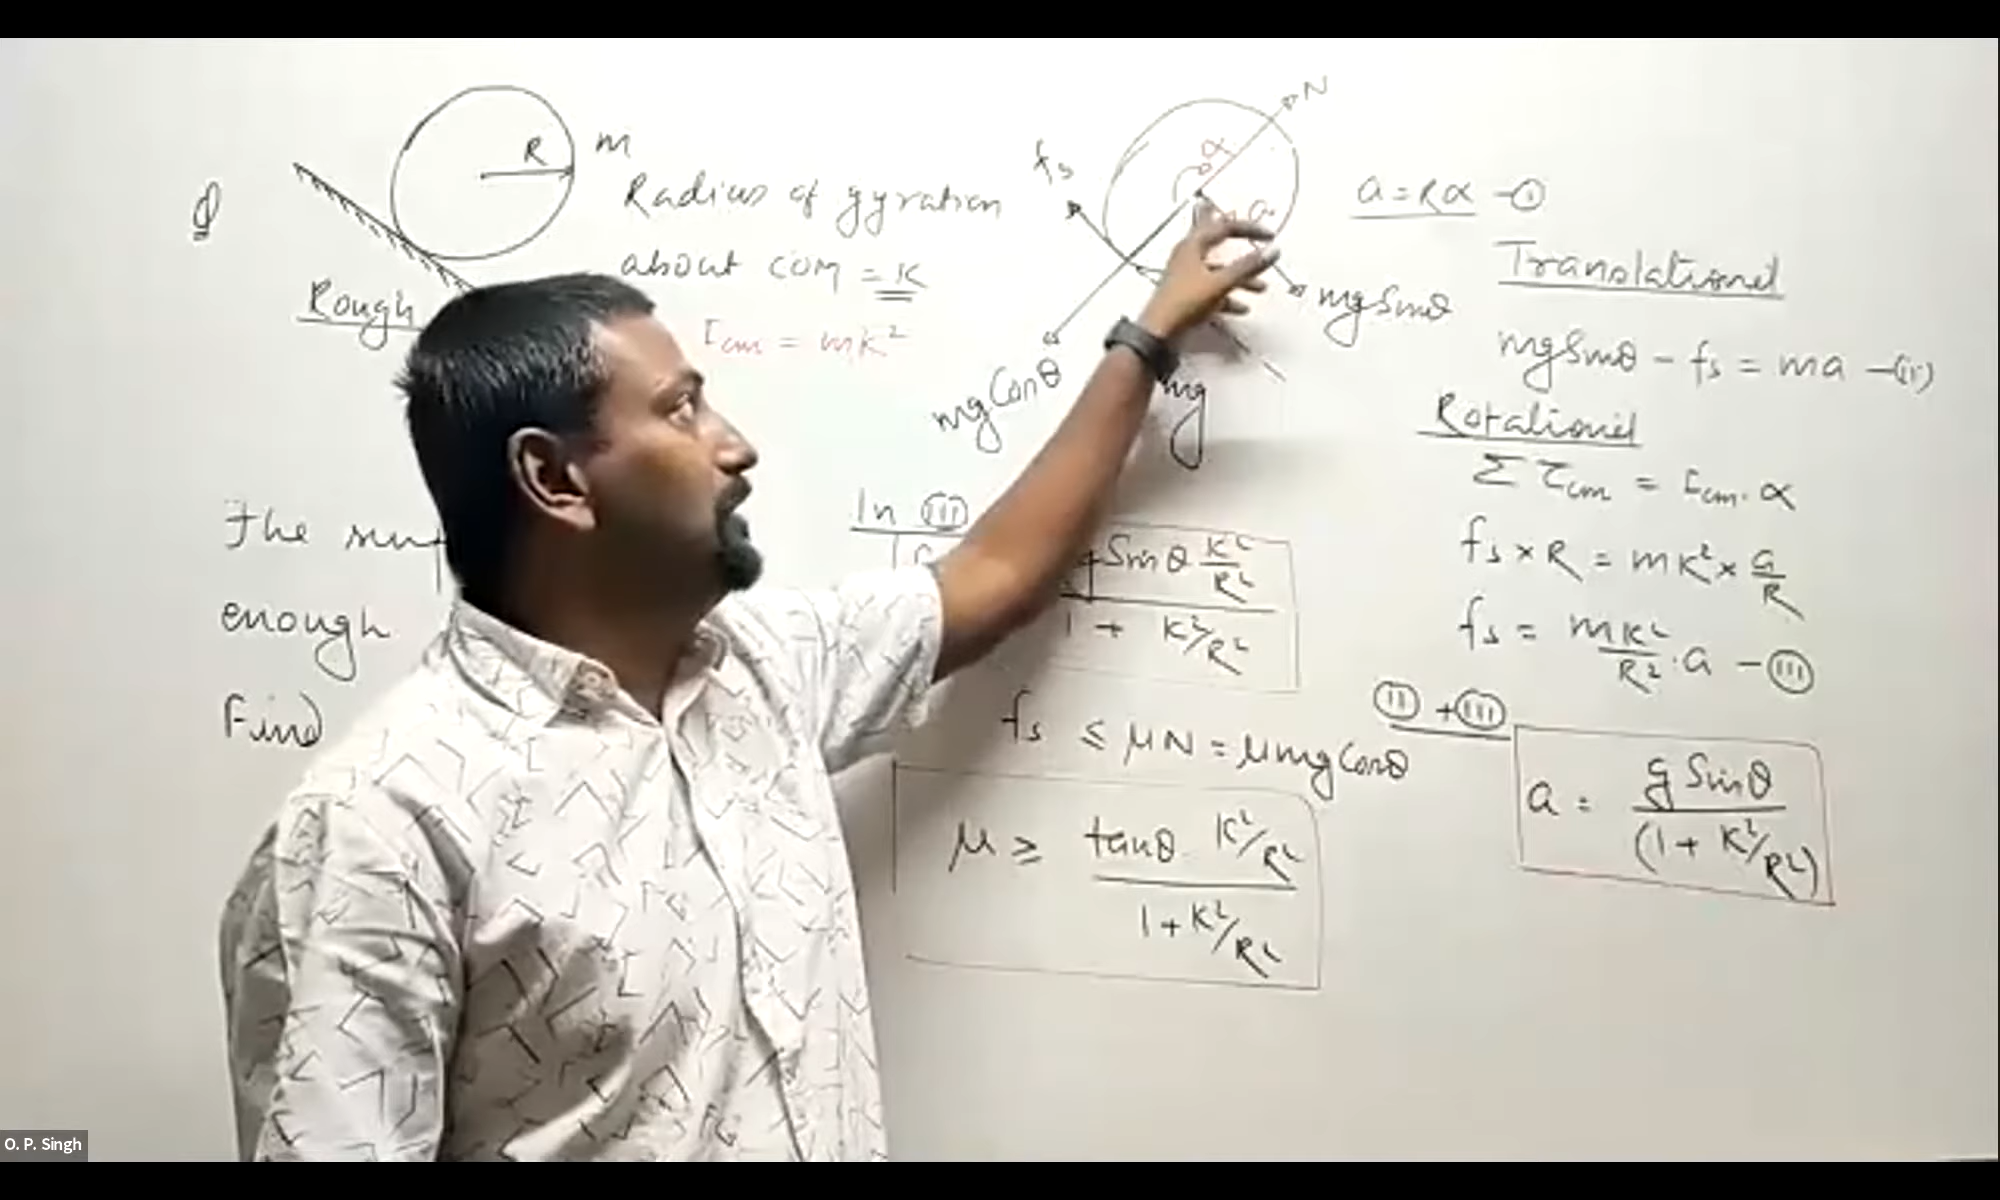 Q
R
m
Radius of gyration
about COM = K
Rough
Icm = mK²
The
enough
Find
N
fs
α
a
mg Sinθ
mg Cosθ
mg
a = Rα -①
Translational
mg Sinθ - fs = ma -(ii)
Rotational
Στcm = Icm. α
fs × R = mK² × a/R
fs = mK²/R² . a - (III)
(II) + (III)
a = g Sinθ / (1 + K²/R²)
In (III)
Sinθ K²/R²
1 + K²/R²
fs ≤ μN = μmg Cosθ
μ ≥ tanθ K²/R² / 1 + K²/R²
O. P. Singh